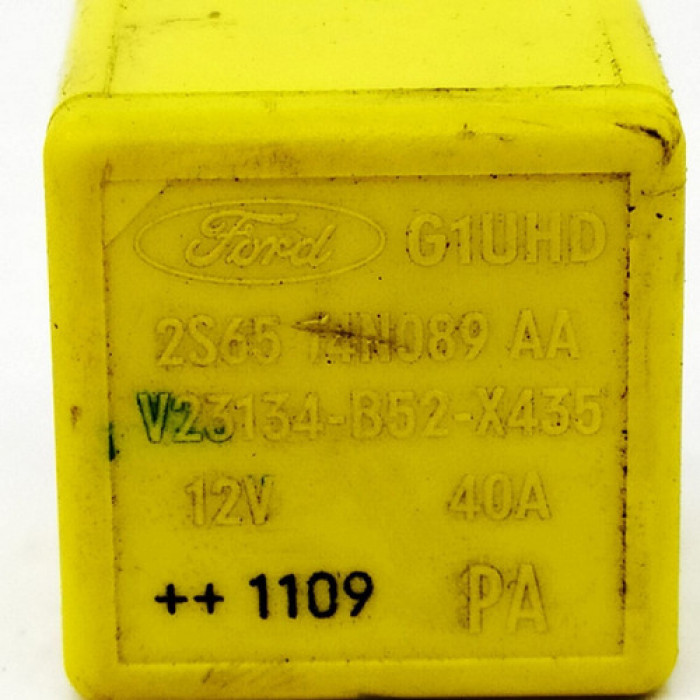 Ford G1UHD
2S65 14N089 AA
V23134-B52-X435
12V 40A
++ 1109 PA